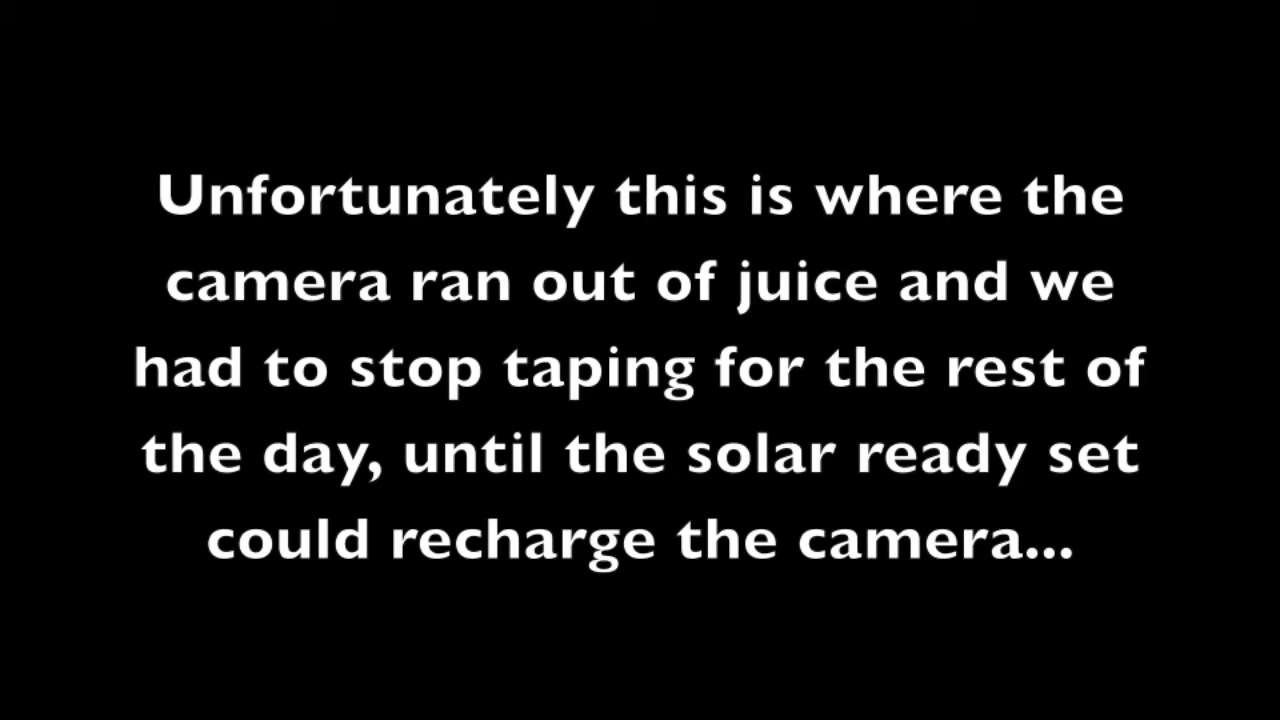 Unfortunately this is where the
camera ran out of juice and we
had to stop taping for the rest of
the day, until the solar ready set
could recharge the camera...